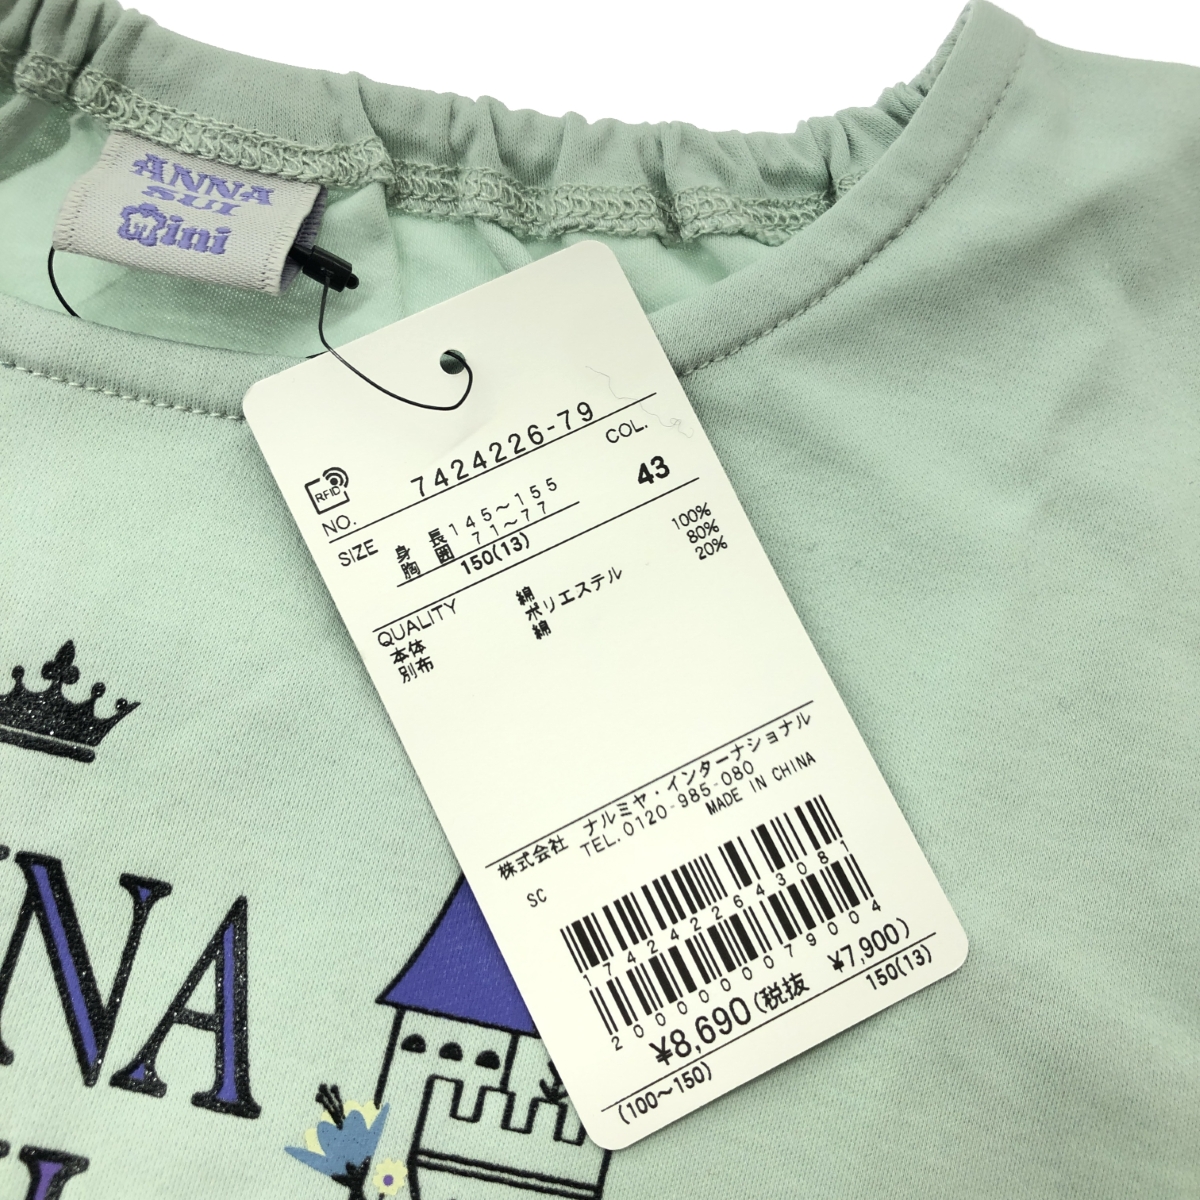 ANNA
SUI
mini
RFID
NO. 7424226-79
COL.
43
SIZE
身長 145～155
胸囲 71～77
150(13)
QUALITY
本体 綿 100%
別布 ポリエステル 80%
綿 20%
株式会社 ナルミヤ・インターナショナル
TEL.0120-985-080
MADE IN CHINA
SC
1742422643081
2000000079004
¥8,690(税抜 ¥7,900)
(100～150) 150(13)
NNA